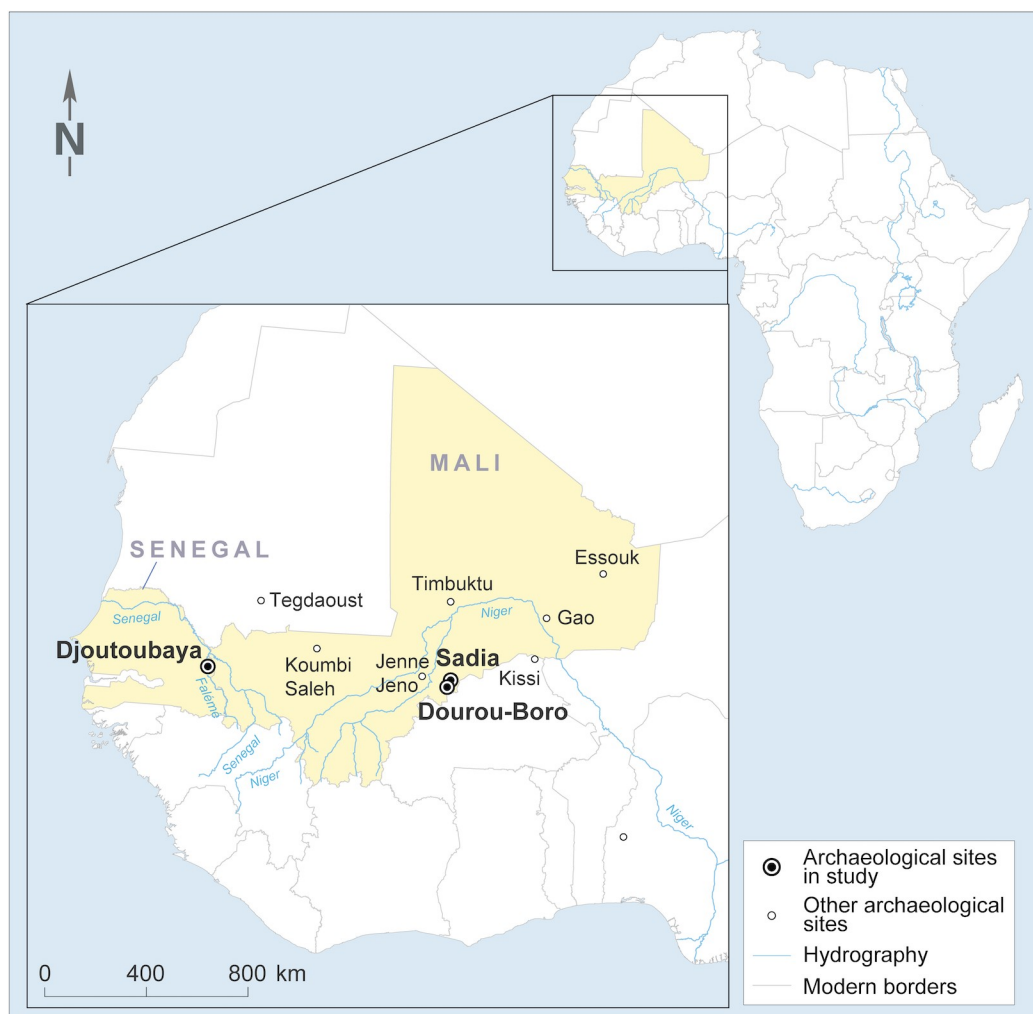 N
MALI
SENEGAL
Essouk
Timbuktu
Tegdaoust
Niger
Senegal
Gao
Djoutoubaya
Koumbi
Saleh
Jenne
Jeno
Sadia
Kissi
Falémé
Dourou-Boro
Senegal
Niger
Niger
0 400 800 km
Archaeological sites
in study
Other archaeological
sites
Hydrography
Modern borders